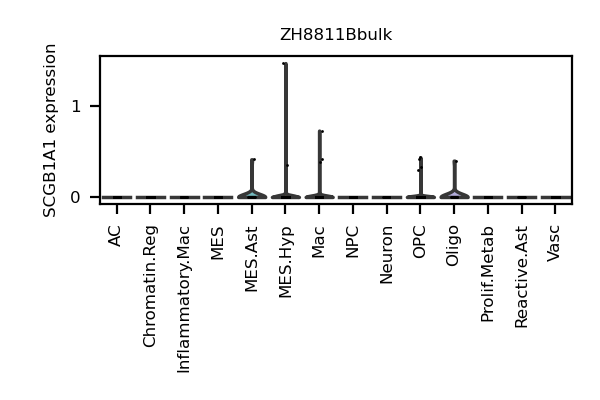 ZH8811Bbulk
SCGB1A1 expression
1
0
AC
Chromatin.Reg
Inflammatory.Mac
MES
MES.Ast
MES.Hyp
Mac
NPC
Neuron
OPC
Oligo
Prolif.Metab
Reactive.Ast
Vasc